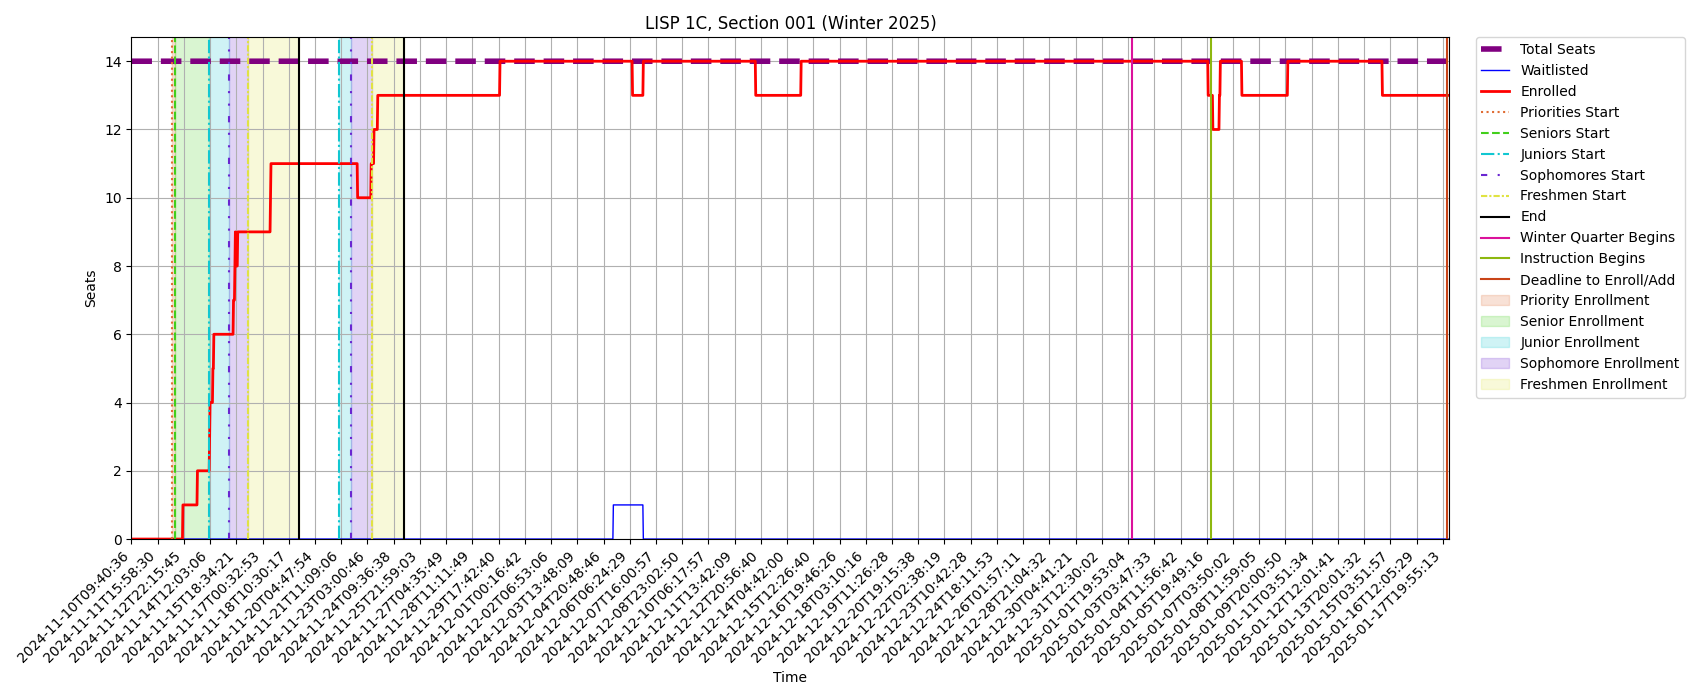 LISP 1C, Section 001 (Winter 2025)
Seats
14
12
10
8
6
4
2
0
2024-11-10T09:40:36
2024-11-11T15:58:30
2024-11-12T22:15:45
2024-11-14T12:03:06
2024-11-15T18:34:21
2024-11-17T00:32:53
2024-11-18T10:30:17
2024-11-20T04:47:54
2024-11-21T11:09:06
2024-11-23T03:00:46
2024-11-24T09:36:38
2024-11-25T21:59:03
2024-11-27T04:35:49
2024-11-28T11:11:49
2024-11-29T17:42:40
2024-12-01T00:16:42
2024-12-02T06:53:06
2024-12-03T13:48:09
2024-12-04T20:48:46
2024-12-06T06:24:29
2024-12-07T16:00:57
2024-12-08T23:02:50
2024-12-10T06:17:57
2024-12-11T13:42:09
2024-12-12T20:56:40
2024-12-14T04:42:00
2024-12-15T12:26:40
2024-12-16T19:46:26
2024-12-18T03:10:16
2024-12-19T11:26:28
2024-12-20T19:15:38
2024-12-22T02:38:19
2024-12-23T10:42:28
2024-12-24T18:11:53
2024-12-26T01:57:11
2024-12-28T21:04:32
2024-12-30T04:41:21
2024-12-31T12:30:02
2025-01-01T19:53:04
2025-01-03T03:47:33
2025-01-04T11:56:42
2025-01-05T19:49:16
2025-01-07T03:50:02
2025-01-08T11:59:05
2025-01-09T20:00:50
2025-01-11T03:51:34
2025-01-12T12:01:41
2025-01-13T20:01:32
2025-01-15T03:51:57
2025-01-16T12:05:29
2025-01-17T19:55:13
Time
Total Seats
Waitlisted
Enrolled
Priorities Start
Seniors Start
Juniors Start
Sophomores Start
Freshmen Start
End
Winter Quarter Begins
Instruction Begins
Deadline to Enroll/Add
Priority Enrollment
Senior Enrollment
Junior Enrollment
Sophomore Enrollment
Freshmen Enrollment